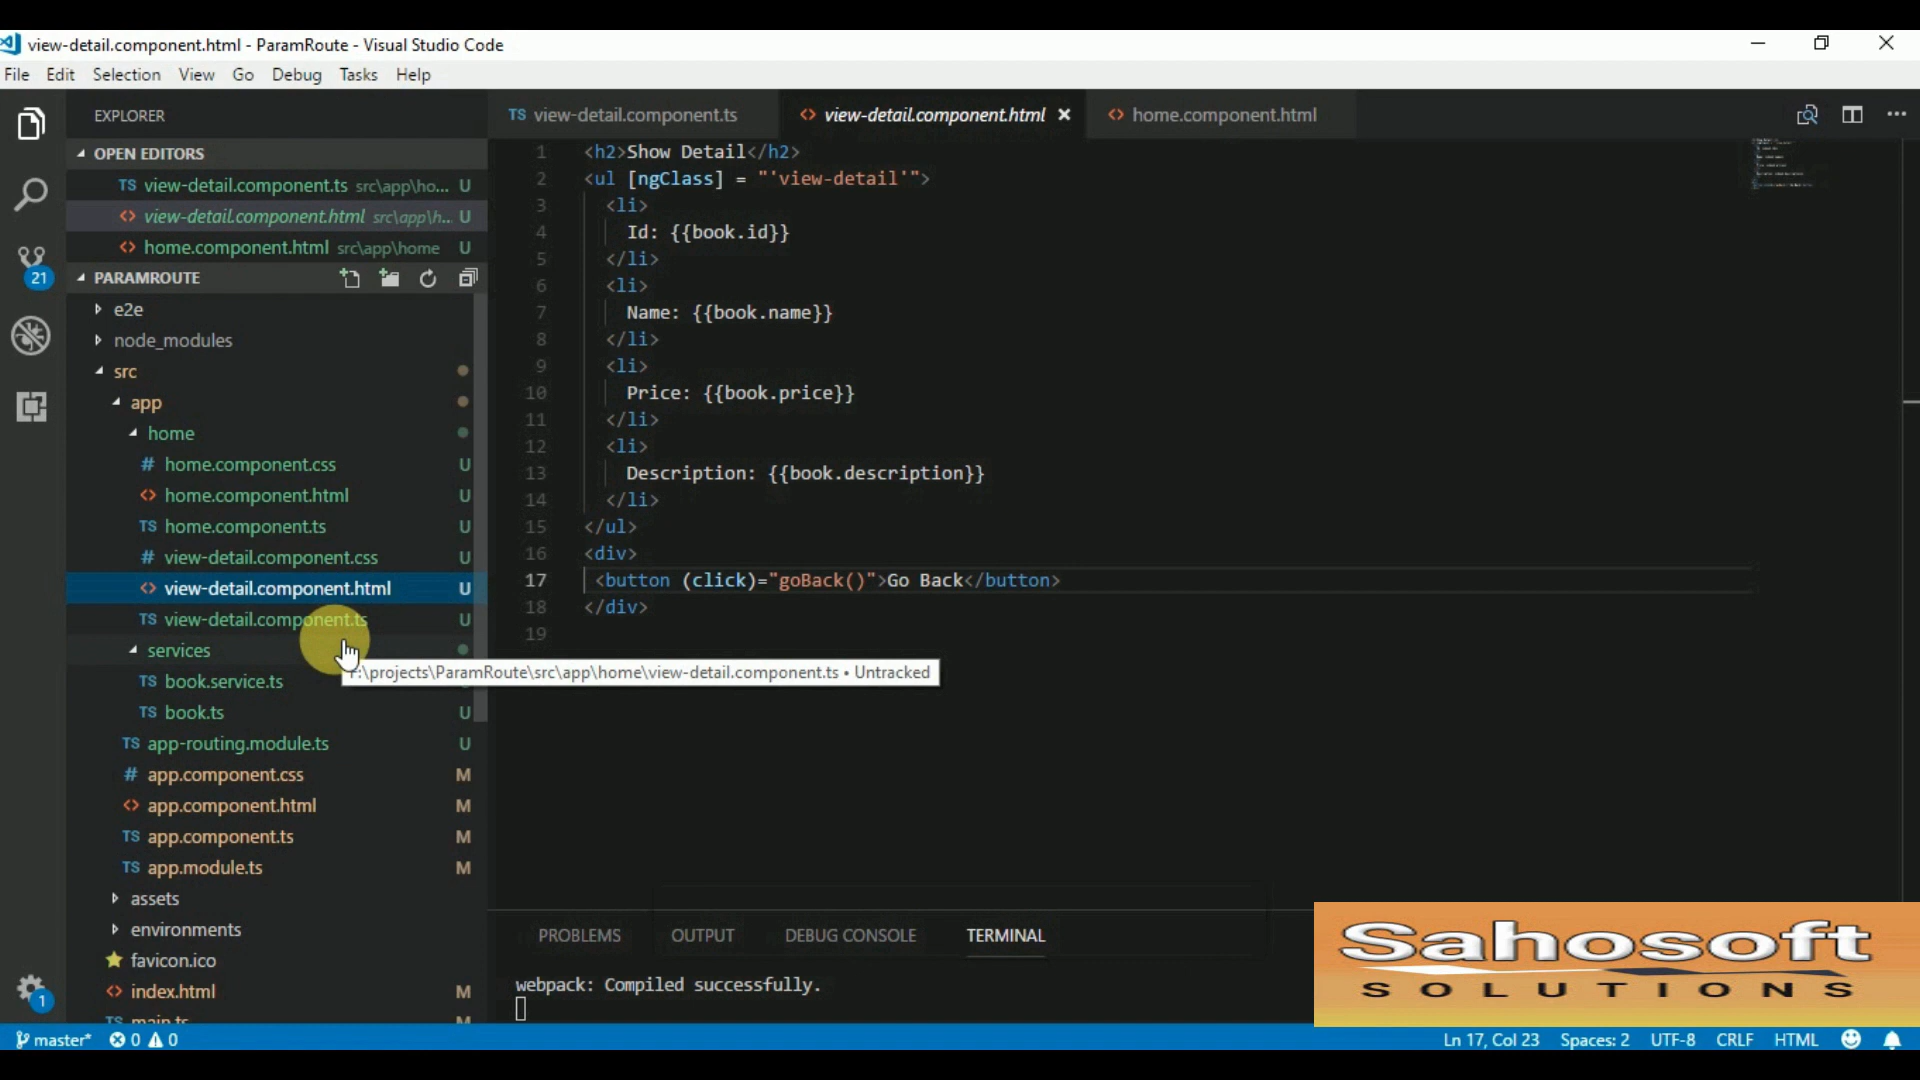 view-detail.component.html - ParamRoute - Visual Studio Code
File Edit Selection View Go Debug Tasks Help
EXPLORER
OPEN EDITORS
TS view-detail.component.ts src\app\ho... U
<> view-detail.component.html src\app\h... U
<> home.component.html src\app\home U
PARAMROUTE
e2e
node_modules
src
app
home
# home.component.css U
<> home.component.html U
TS home.component.ts U
# view-detail.component.css U
<> view-detail.component.html U
TS view-detail.component.ts U
services
TS book.service.ts
TS book.ts U
TS app-routing.module.ts U
# app.component.css M
<> app.component.html M
TS app.component.ts M
TS app.module.ts M
assets
environments
favicon.ico
<> index.html M
TS main.ts M
21
1
TS view-detail.component.ts <> view-detail.component.html <> home.component.html
1 <h2>Show Detail</h2>
2 <ul [ngClass] = "'view-detail'">
3 <li>
4 Id: {{book.id}}
5 </li>
6 <li>
7 Name: {{book.name}}
8 </li>
9 <li>
10 Price: {{book.price}}
11 </li>
12 <li>
13 Description: {{book.description}}
14 </li>
15 </ul>
16 <div>
17 <button (click)="goBack()">Go Back</button>
18 </div>
19
:\projects\ParamRoute\src\app\home\view-detail.component.ts • Untracked
PROBLEMS OUTPUT DEBUG CONSOLE TERMINAL
webpack: Compiled successfully.
Sahosoft
SOLUTIONS
master* 0 0 Ln 17, Col 23 Spaces: 2 UTF-8 CRLF HTML